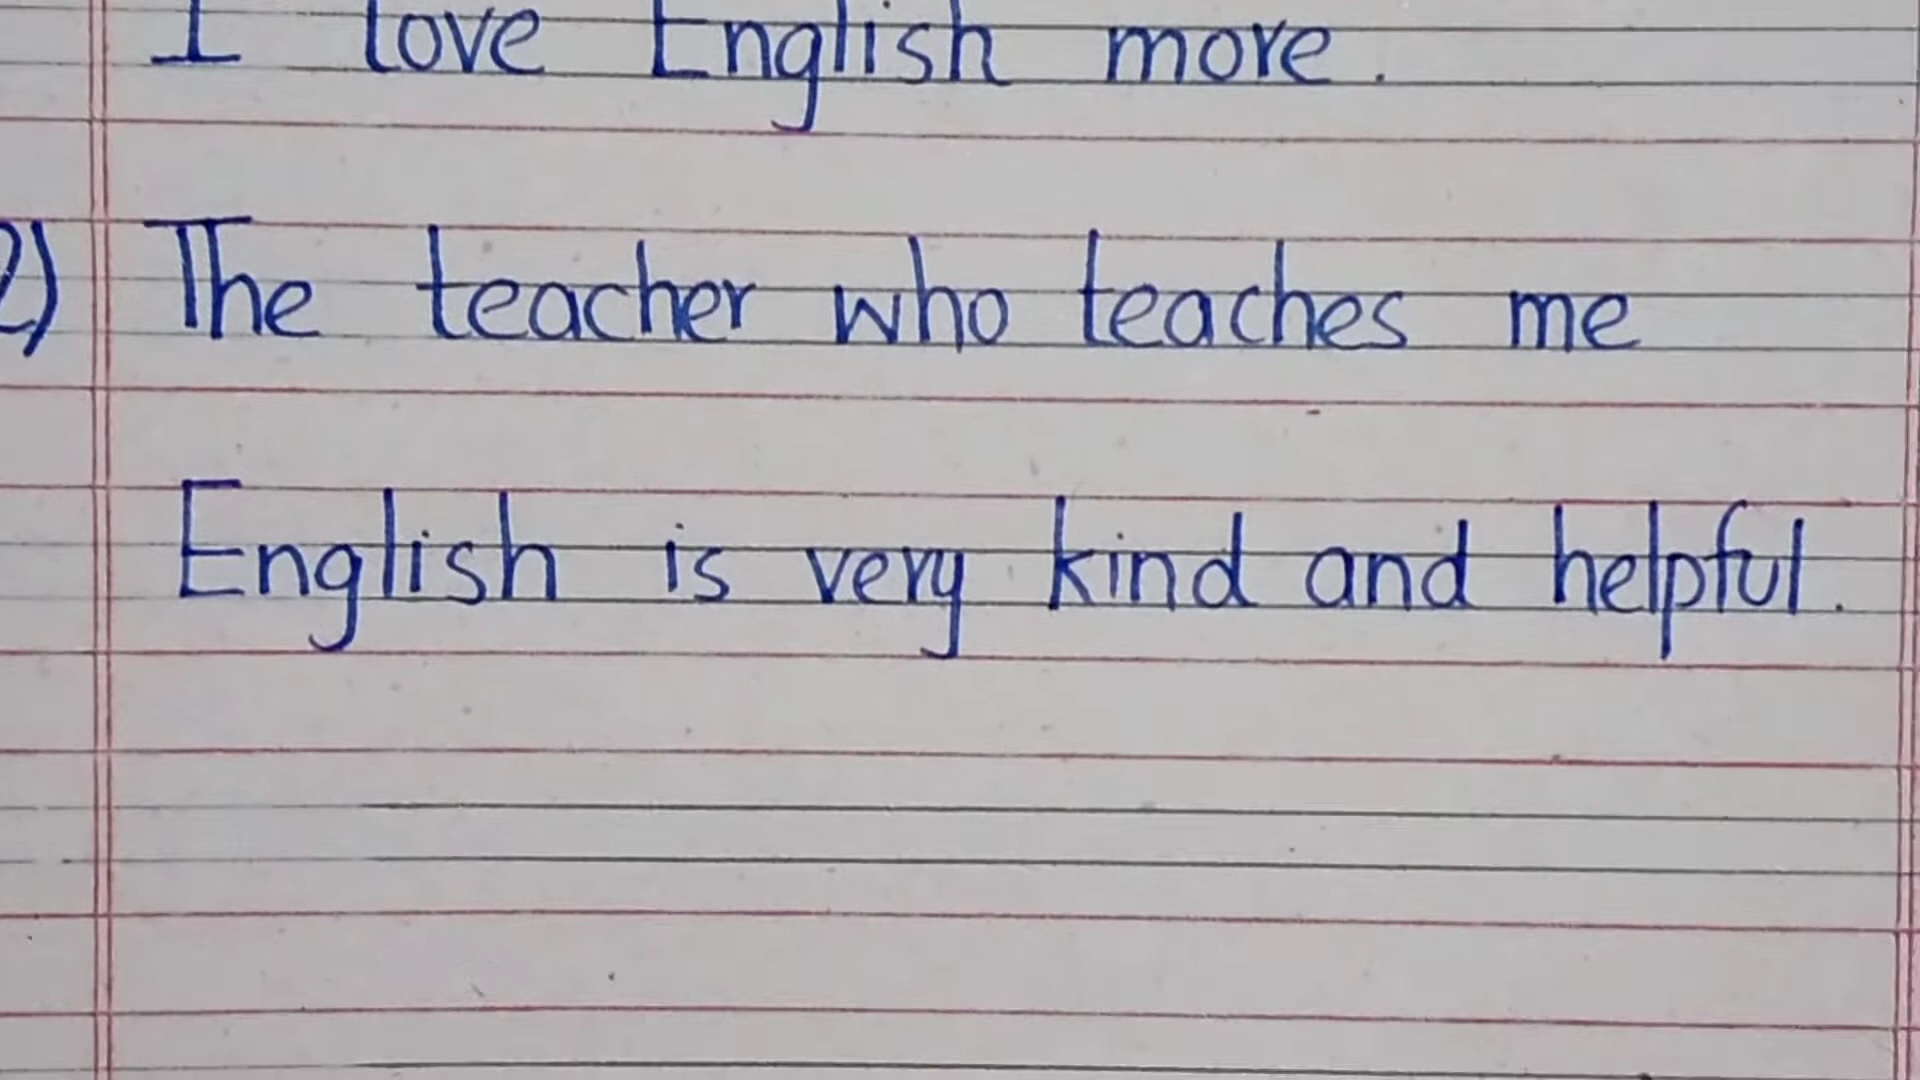 I love English more.
2) The teacher who teaches me
English is very kind and helpful.